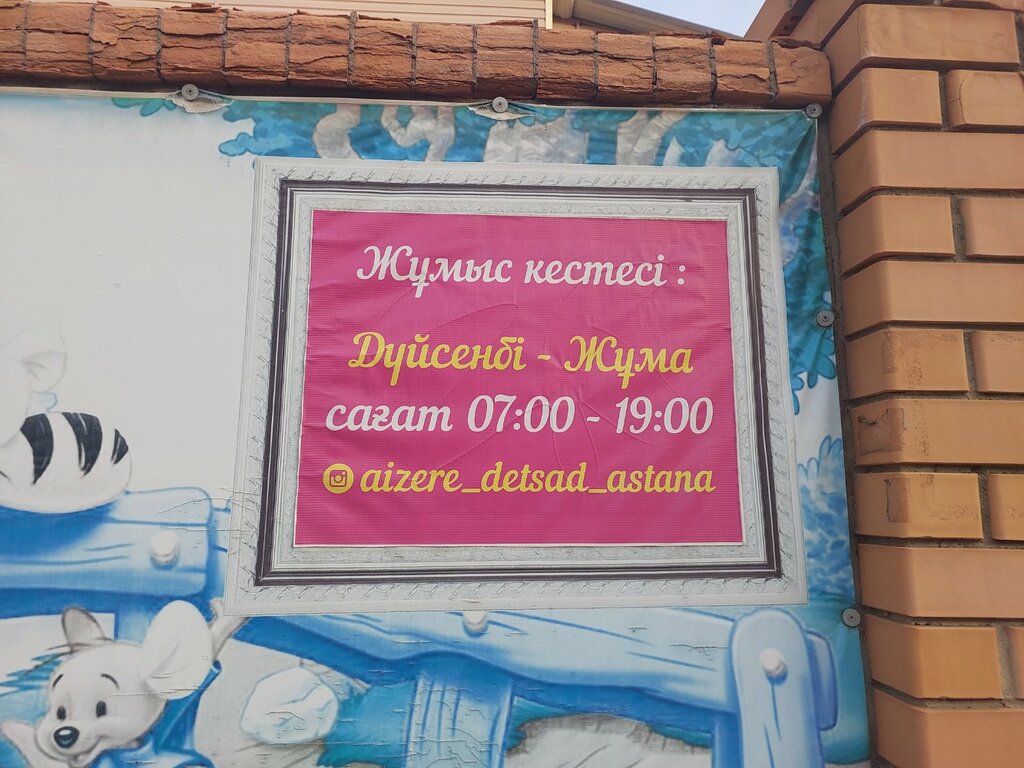 Жұмыс кестесі :
Дүйсенбі - Жұма
сағат 07:00 - 19:00
aizere_detsad_astana